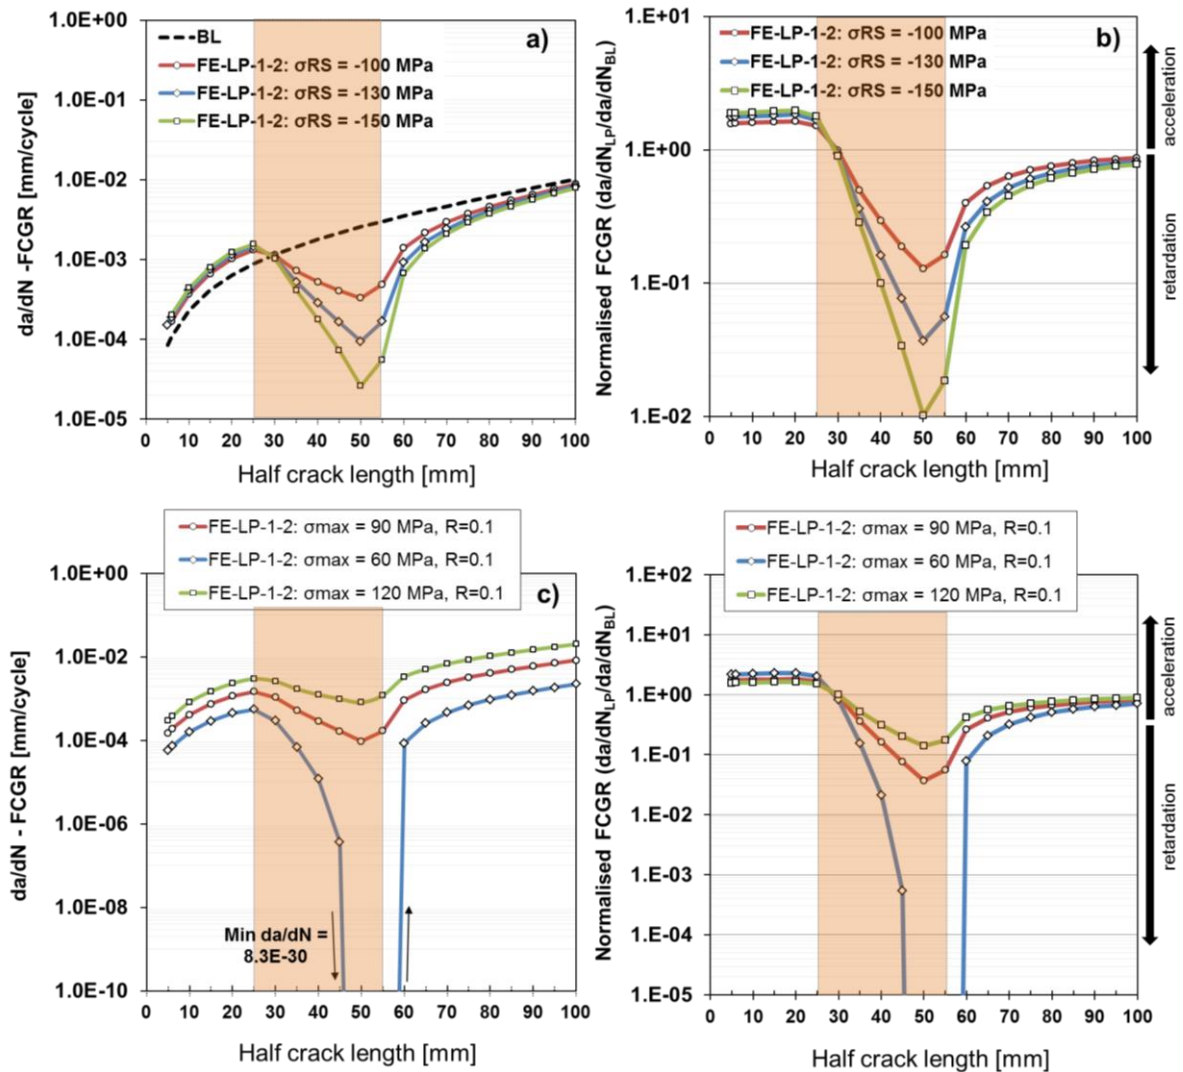 a)
BL
FE-LP-1-2: σRS = -100 MPa
FE-LP-1-2: σRS = -130 MPa
FE-LP-1-2: σRS = -150 MPa
1.0E+00
1.0E-01
1.0E-02
1.0E-03
1.0E-04
1.0E-05
da/dN -FCGR [mm/cycle]
0 10 20 30 40 50 60 70 80 90 100
Half crack length [mm]
b)
FE-LP-1-2: σRS = -100 MPa
FE-LP-1-2: σRS = -130 MPa
FE-LP-1-2: σRS = -150 MPa
1.E+01
1.E+00
1.E-01
1.E-02
Normalised FCGR (da/dNLP/da/dNBL)
acceleration
retardation
0 10 20 30 40 50 60 70 80 90 100
Half crack length [mm]
FE-LP-1-2: σmax = 90 MPa, R=0.1
FE-LP-1-2: σmax = 60 MPa, R=0.1
FE-LP-1-2: σmax = 120 MPa, R=0.1
c)
1.0E+00
1.0E-02
1.0E-04
1.0E-06
1.0E-08
1.0E-10
da/dN - FCGR [mm/cycle]
Min da/dN =
8.3E-30
0 10 20 30 40 50 60 70 80 90 100
Half crack length [mm]
FE-LP-1-2: σmax = 90 MPa, R=0.1
FE-LP-1-2: σmax = 60 MPa, R=0.1
FE-LP-1-2: σmax = 120 MPa, R=0.1
1.E+02
1.E+01
1.E+00
1.E-01
1.E-02
1.E-03
1.E-04
1.E-05
Normalised FCGR (da/dNLP/da/dNBL)
acceleration
retardation
0 10 20 30 40 50 60 70 80 90 100
Half crack length [mm]